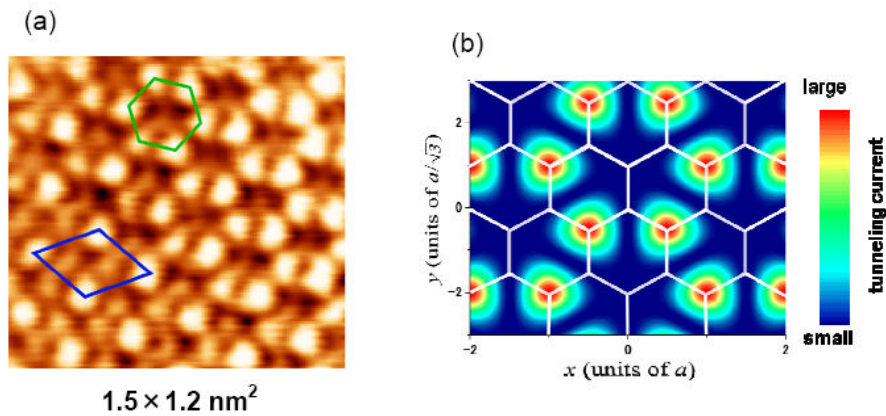 (a)
(b)
1.5×1.2 nm²
y (units of a/√3)
2
0
-2
-2
0
2
x (units of a)
large
small
tunneling current